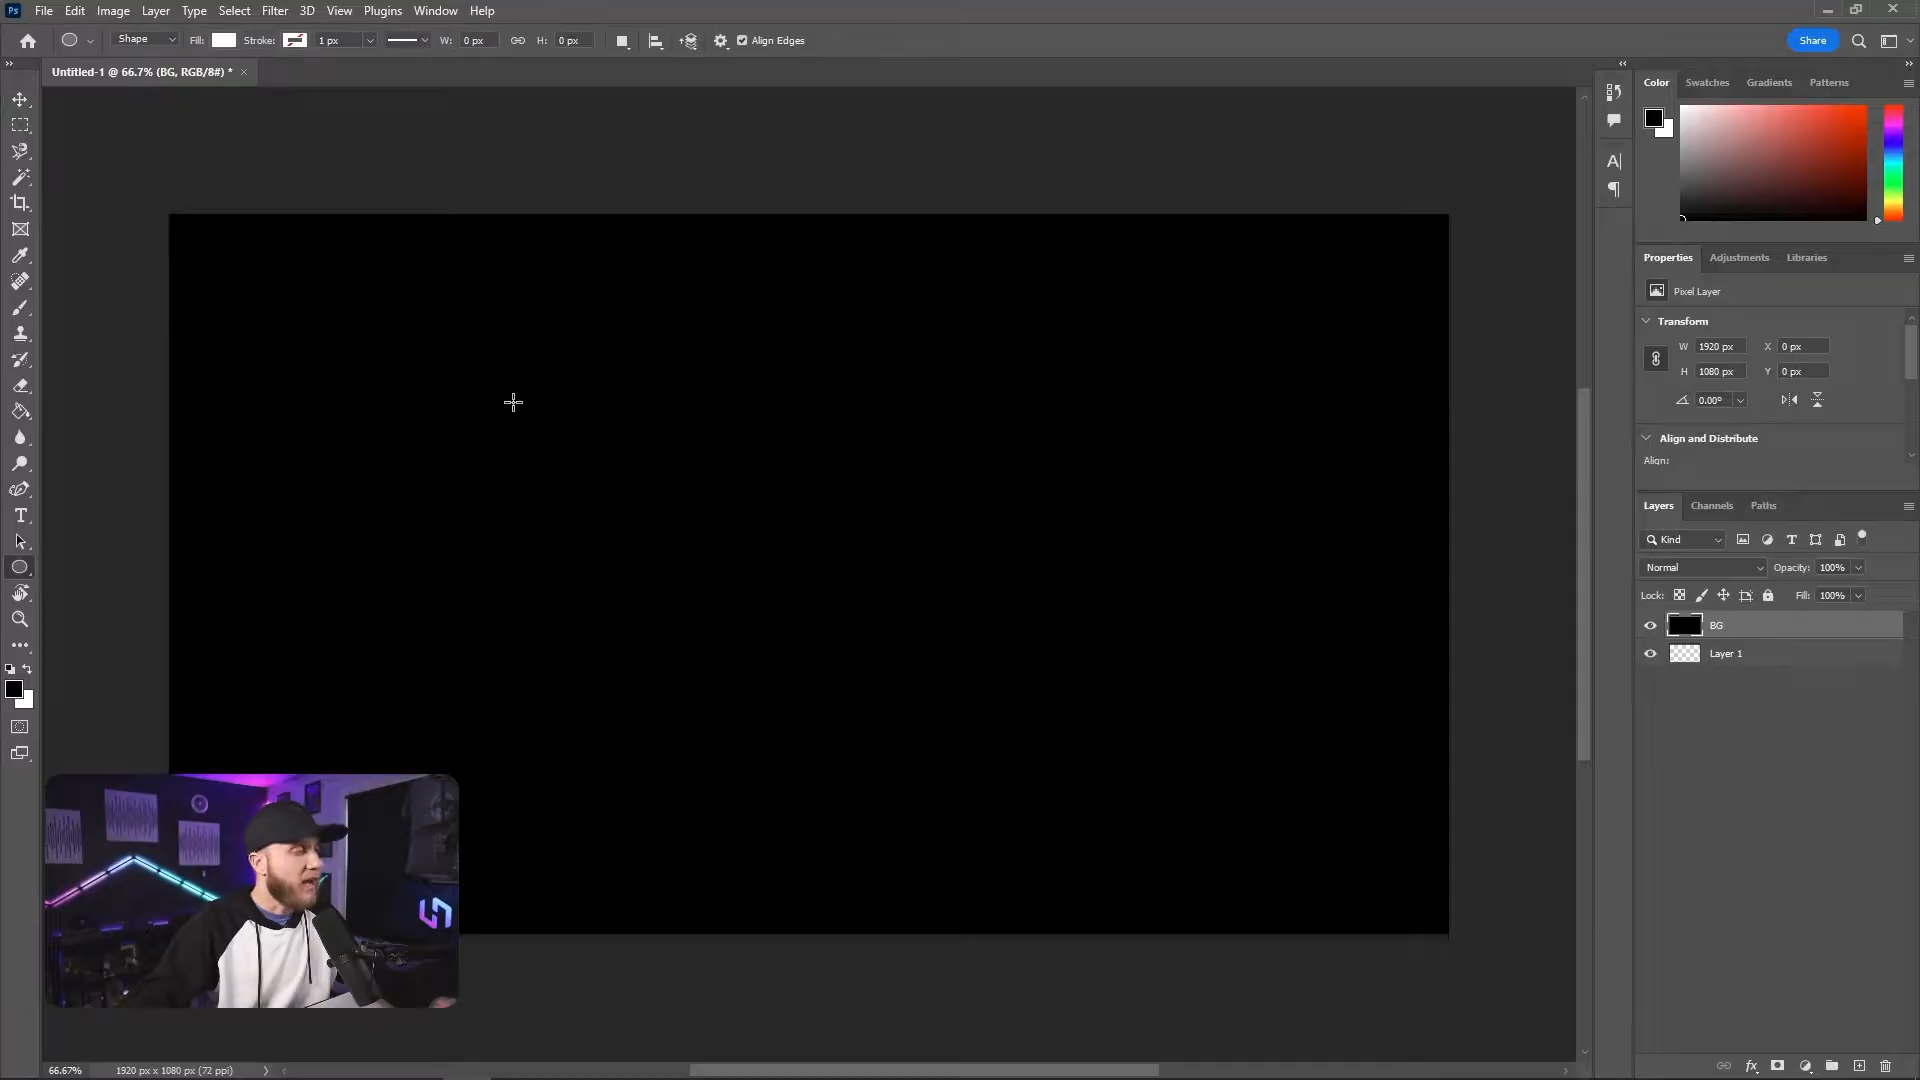 Ps File Edit Image Layer Type Select Filter 3D View Plugins Window Help
Shape Fill: Stroke: 1 px W: 0 px H: 0 px Align Edges Share
Untitled-1 @ 66.7% (BG, RGB/8#) * ×
Color Swatches Gradients Patterns
Properties Adjustments Libraries
Pixel Layer
Transform
W 1920 px X 0 px
H 1080 px Y 0 px
0.00°
Align and Distribute
Align:
Layers Channels Paths
Kind
Normal Opacity: 100%
Lock: Fill: 100%
BG
Layer 1
66.67% 1920 px x 1080 px (72 ppi)